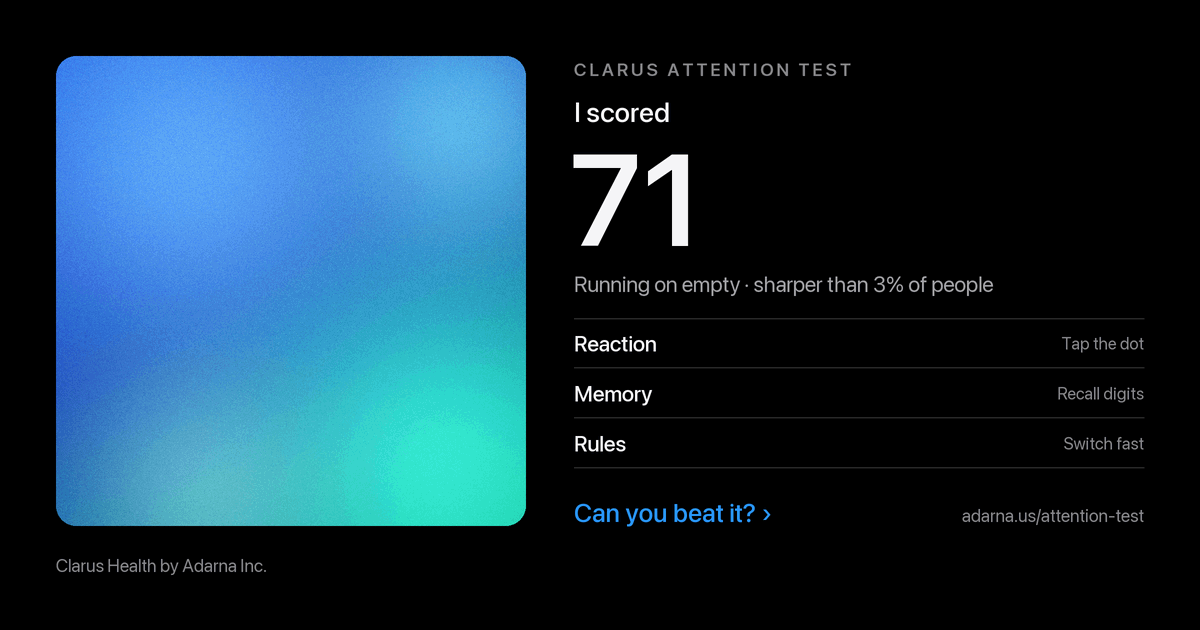 CLARUS ATTENTION TEST
I scored
71
Running on empty · sharper than 3% of people
Reaction Tap the dot
Memory Recall digits
Rules Switch fast
Can you beat it? › adarna.us/attention-test
Clarus Health by Adarna Inc.